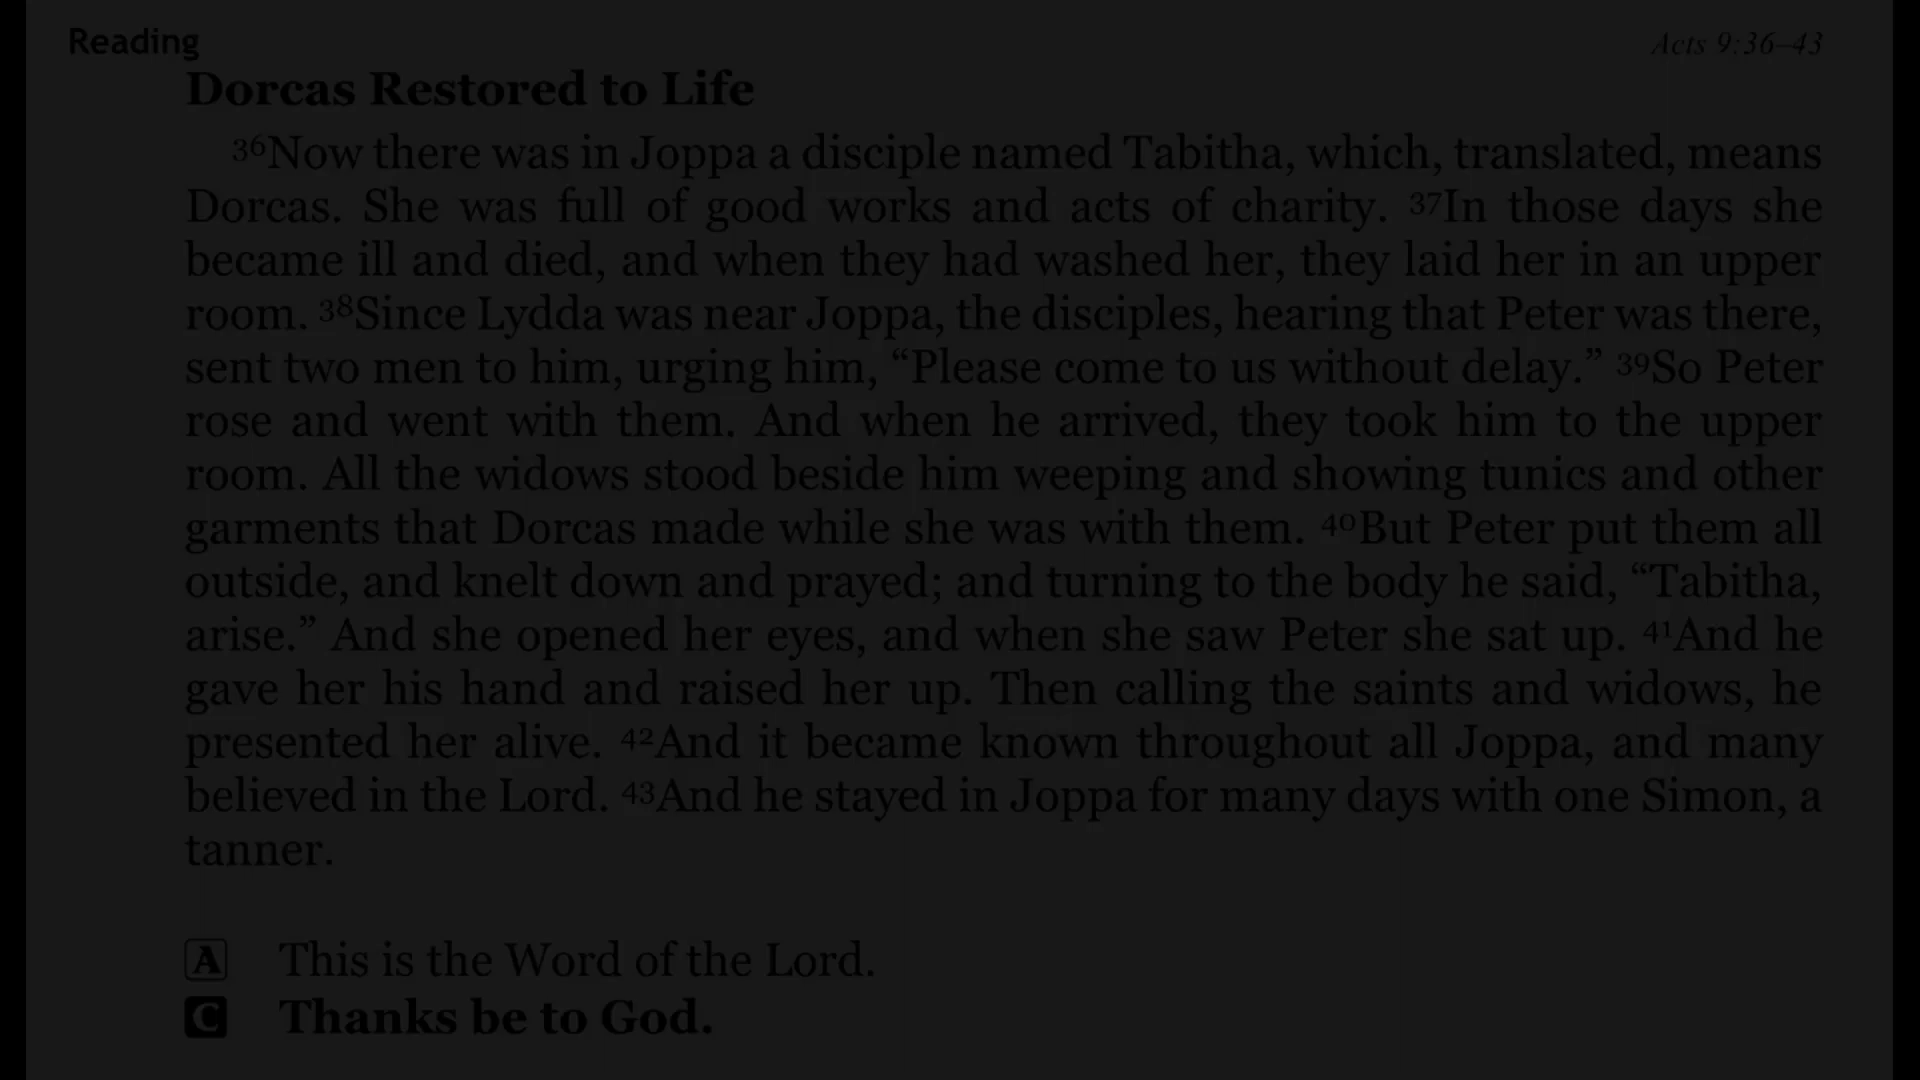 Reading
Acts 9:36–43
Dorcas Restored to Life
36Now there was in Joppa a disciple named Tabitha, which, translated, means
Dorcas. She was full of good works and acts of charity. 37In those days she
became ill and died, and when they had washed her, they laid her in an upper
room. 38Since Lydda was near Joppa, the disciples, hearing that Peter was there,
sent two men to him, urging him, “Please come to us without delay.” 39So Peter
rose and went with them. And when he arrived, they took him to the upper
room. All the widows stood beside him weeping and showing tunics and other
garments that Dorcas made while she was with them. 40But Peter put them all
outside, and knelt down and prayed; and turning to the body he said, “Tabitha,
arise.” And she opened her eyes, and when she saw Peter she sat up. 41And he
gave her his hand and raised her up. Then calling the saints and widows, he
presented her alive. 42And it became known throughout all Joppa, and many
believed in the Lord. 43And he stayed in Joppa for many days with one Simon, a
tanner.
A This is the Word of the Lord.
C Thanks be to God.